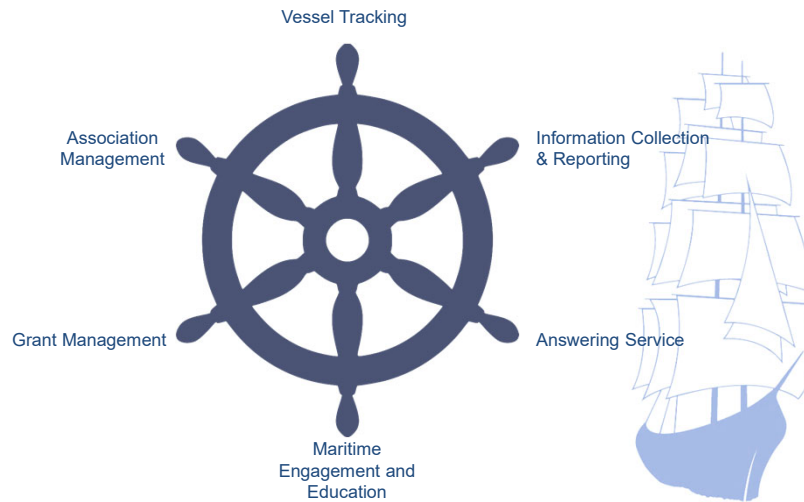 Vessel Tracking
Association
Management
Information Collection
& Reporting
Grant Management
Answering Service
Maritime
Engagement and
Education